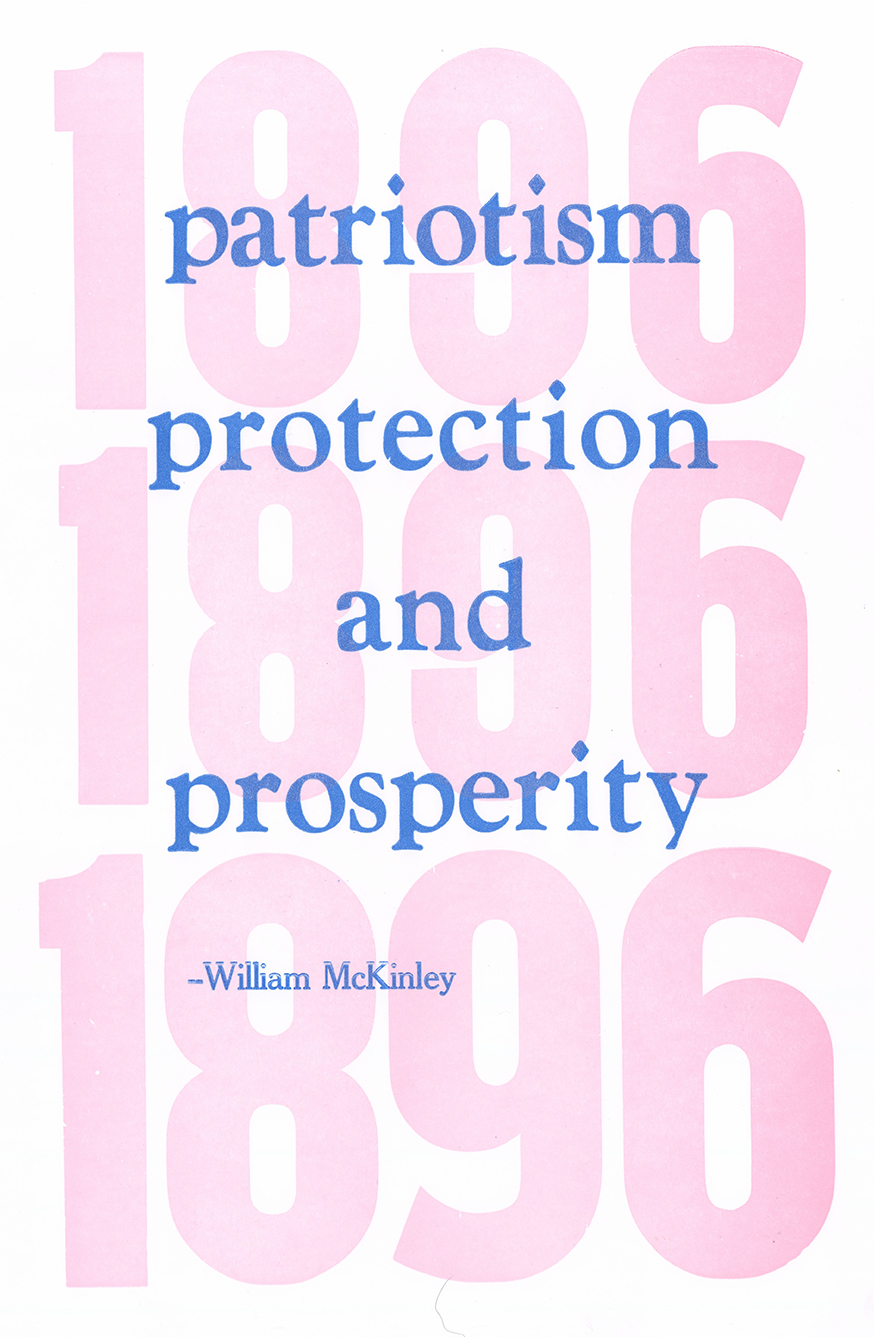 1896
patriotism
protection
1896
and
prosperity
1896
–William McKinley